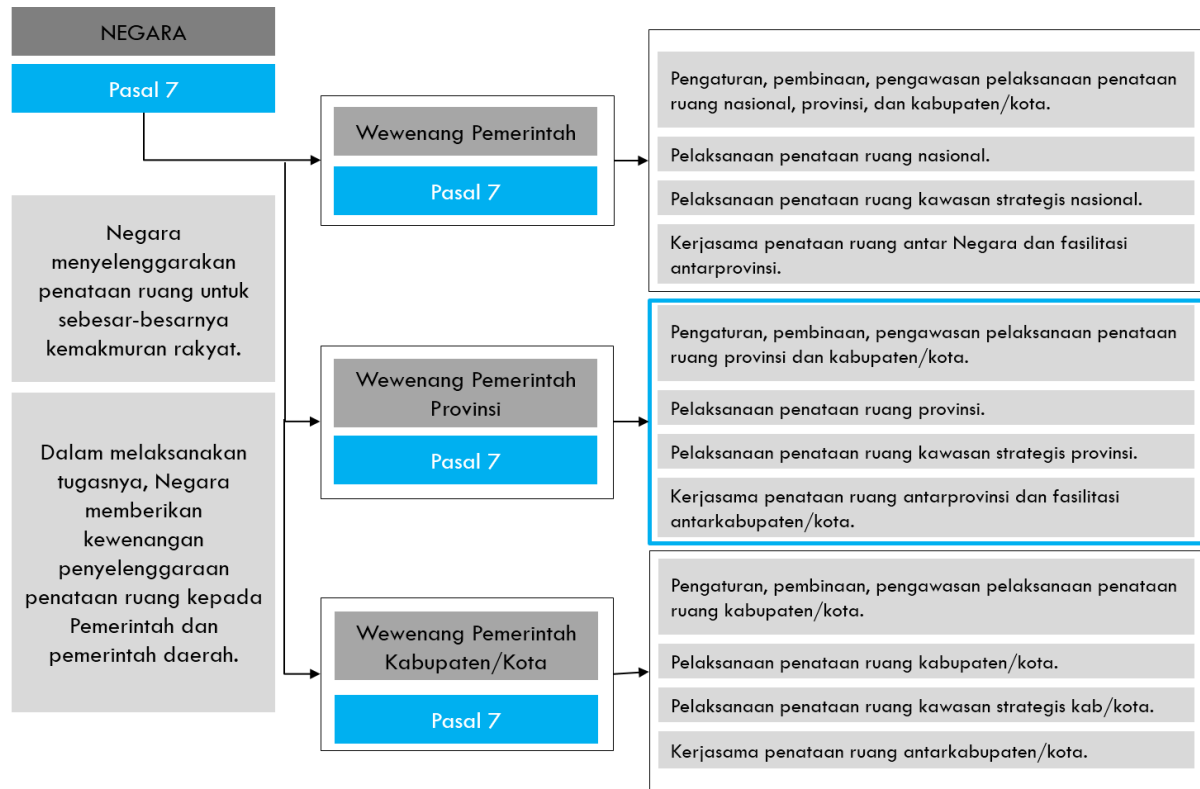 NEGARA
Pasal 7
Negara
menyelenggarakan
penataan ruang untuk
sebesar-besarnya
kemakmuran rakyat.
Dalam melaksanakan
tugasnya, Negara
memberikan
kewenangan
penyelenggaraan
penataan ruang kepada
Pemerintah dan
pemerintah daerah.
Wewenang Pemerintah
Pasal 7
Pengaturan, pembinaan, pengawasan pelaksanaan penataan
ruang nasional, provinsi, dan kabupaten/kota.
Pelaksanaan penataan ruang nasional.
Pelaksanaan penataan ruang kawasan strategis nasional.
Kerjasama penataan ruang antar Negara dan fasilitasi
antarprovinsi.
Wewenang Pemerintah
Provinsi
Pasal 7
Pengaturan, pembinaan, pengawasan pelaksanaan penataan
ruang provinsi dan kabupaten/kota.
Pelaksanaan penataan ruang provinsi.
Pelaksanaan penataan ruang kawasan strategis provinsi.
Kerjasama penataan ruang antarprovinsi dan fasilitasi
antarkabupaten/kota.
Wewenang Pemerintah
Kabupaten/Kota
Pasal 7
Pengaturan, pembinaan, pengawasan pelaksanaan penataan
ruang kabupaten/kota.
Pelaksanaan penataan ruang kabupaten/kota.
Pelaksanaan penataan ruang kawasan strategis kab/kota.
Kerjasama penataan ruang antarkabupaten/kota.